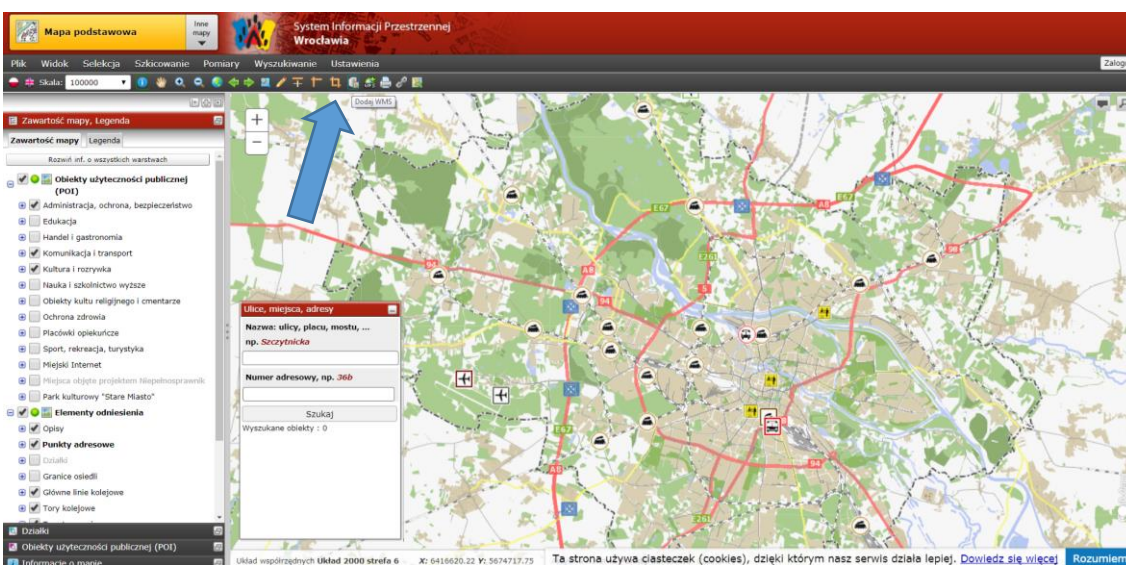 Mapa podstawowa
Inne
mapy
System Informacji Przestrzennej
Wrocławia
Plik Widok Selekcja Szkicowanie Pomiary Wyszukiwanie Ustawienia
Zalogu
Skala: 100000
Dodaj WMS
Zawartość mapy, Legenda
Zawartość mapy Legenda
Rozwiń inf. o wszystkich warstwach
Obiekty użyteczności publicznej
(POI)
Administracja, ochrona, bezpieczeństwo
Edukacja
Handel i gastronomia
Komunikacja i transport
Kultura i rozrywka
Nauka i szkolnictwo wyższe
Obiekty kultu religijnego i cmentarze
Ochrona zdrowia
Placówki opiekuńcze
Sport, rekreacja, turystyka
Miejski Internet
Miejsca objęte projektem Niepełnosprawnik
Park kulturowy "Stare Miasto"
Elementy odniesienia
Opisy
Punkty adresowe
Działki
Granice osiedli
Główne linie kolejowe
Tory kolejowe
Działki
Obiekty użyteczności publicznej (POI)
Informacje o mapie
+
−
Ulice, miejsca, adresy
Nazwa: ulicy, placu, mostu, ...
np. Szczytnicka
Numer adresowy, np. 36b
Szukaj
Wyszukane obiekty : 0
E67
A8
E67
98
E261
94
A8
94
5
E67
A8
94
E261
Układ współrzędnych Układ 2000 strefa 6
X: 6416620.22 Y: 5674717.75
Ta strona używa ciasteczek (cookies), dzięki którym nasz serwis działa lepiej. Dowiedz się więcej
Rozumiem